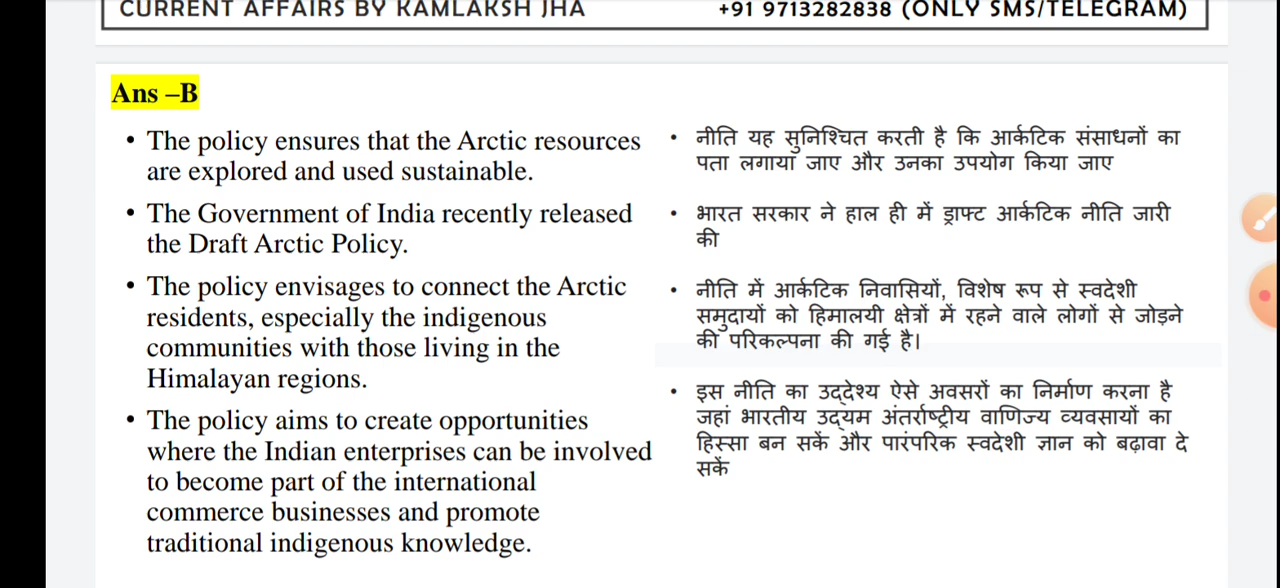 CURRENT AFFAIRS BY KAMLAKSH JHA
+91 9713282838 (ONLY SMS/TELEGRAM)
Ans –B
• The policy ensures that the Arctic resources
are explored and used sustainable.
• The Government of India recently released
the Draft Arctic Policy.
• The policy envisages to connect the Arctic
residents, especially the indigenous
communities with those living in the
Himalayan regions.
• The policy aims to create opportunities
where the Indian enterprises can be involved
to become part of the international
commerce businesses and promote
traditional indigenous knowledge.
• नीति यह सुनिश्चित करती है कि आर्कटिक संसाधनों का
पता लगाया जाए और उनका उपयोग किया जाए
• भारत सरकार ने हाल ही में ड्राफ्ट आर्कटिक नीति जारी
की
• नीति में आर्कटिक निवासियों, विशेष रूप से स्वदेशी
समुदायों को हिमालयी क्षेत्रों में रहने वाले लोगों से जोड़ने
की परिकल्पना की गई है।
• इस नीति का उद्देश्य ऐसे अवसरों का निर्माण करना है
जहां भारतीय उद्यम अंतर्राष्ट्रीय वाणिज्य व्यवसायों का
हिस्सा बन सकें और पारंपरिक स्वदेशी ज्ञान को बढ़ावा दे
सकें